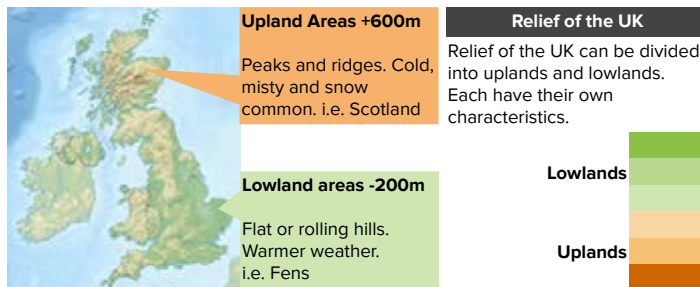 Upland Areas +600m
Peaks and ridges. Cold,
misty and snow
common. i.e. Scotland
Lowland areas -200m
Flat or rolling hills.
Warmer weather.
i.e. Fens
Relief of the UK
Relief of the UK can be divided
into uplands and lowlands.
Each have their own
characteristics.
Lowlands
Uplands